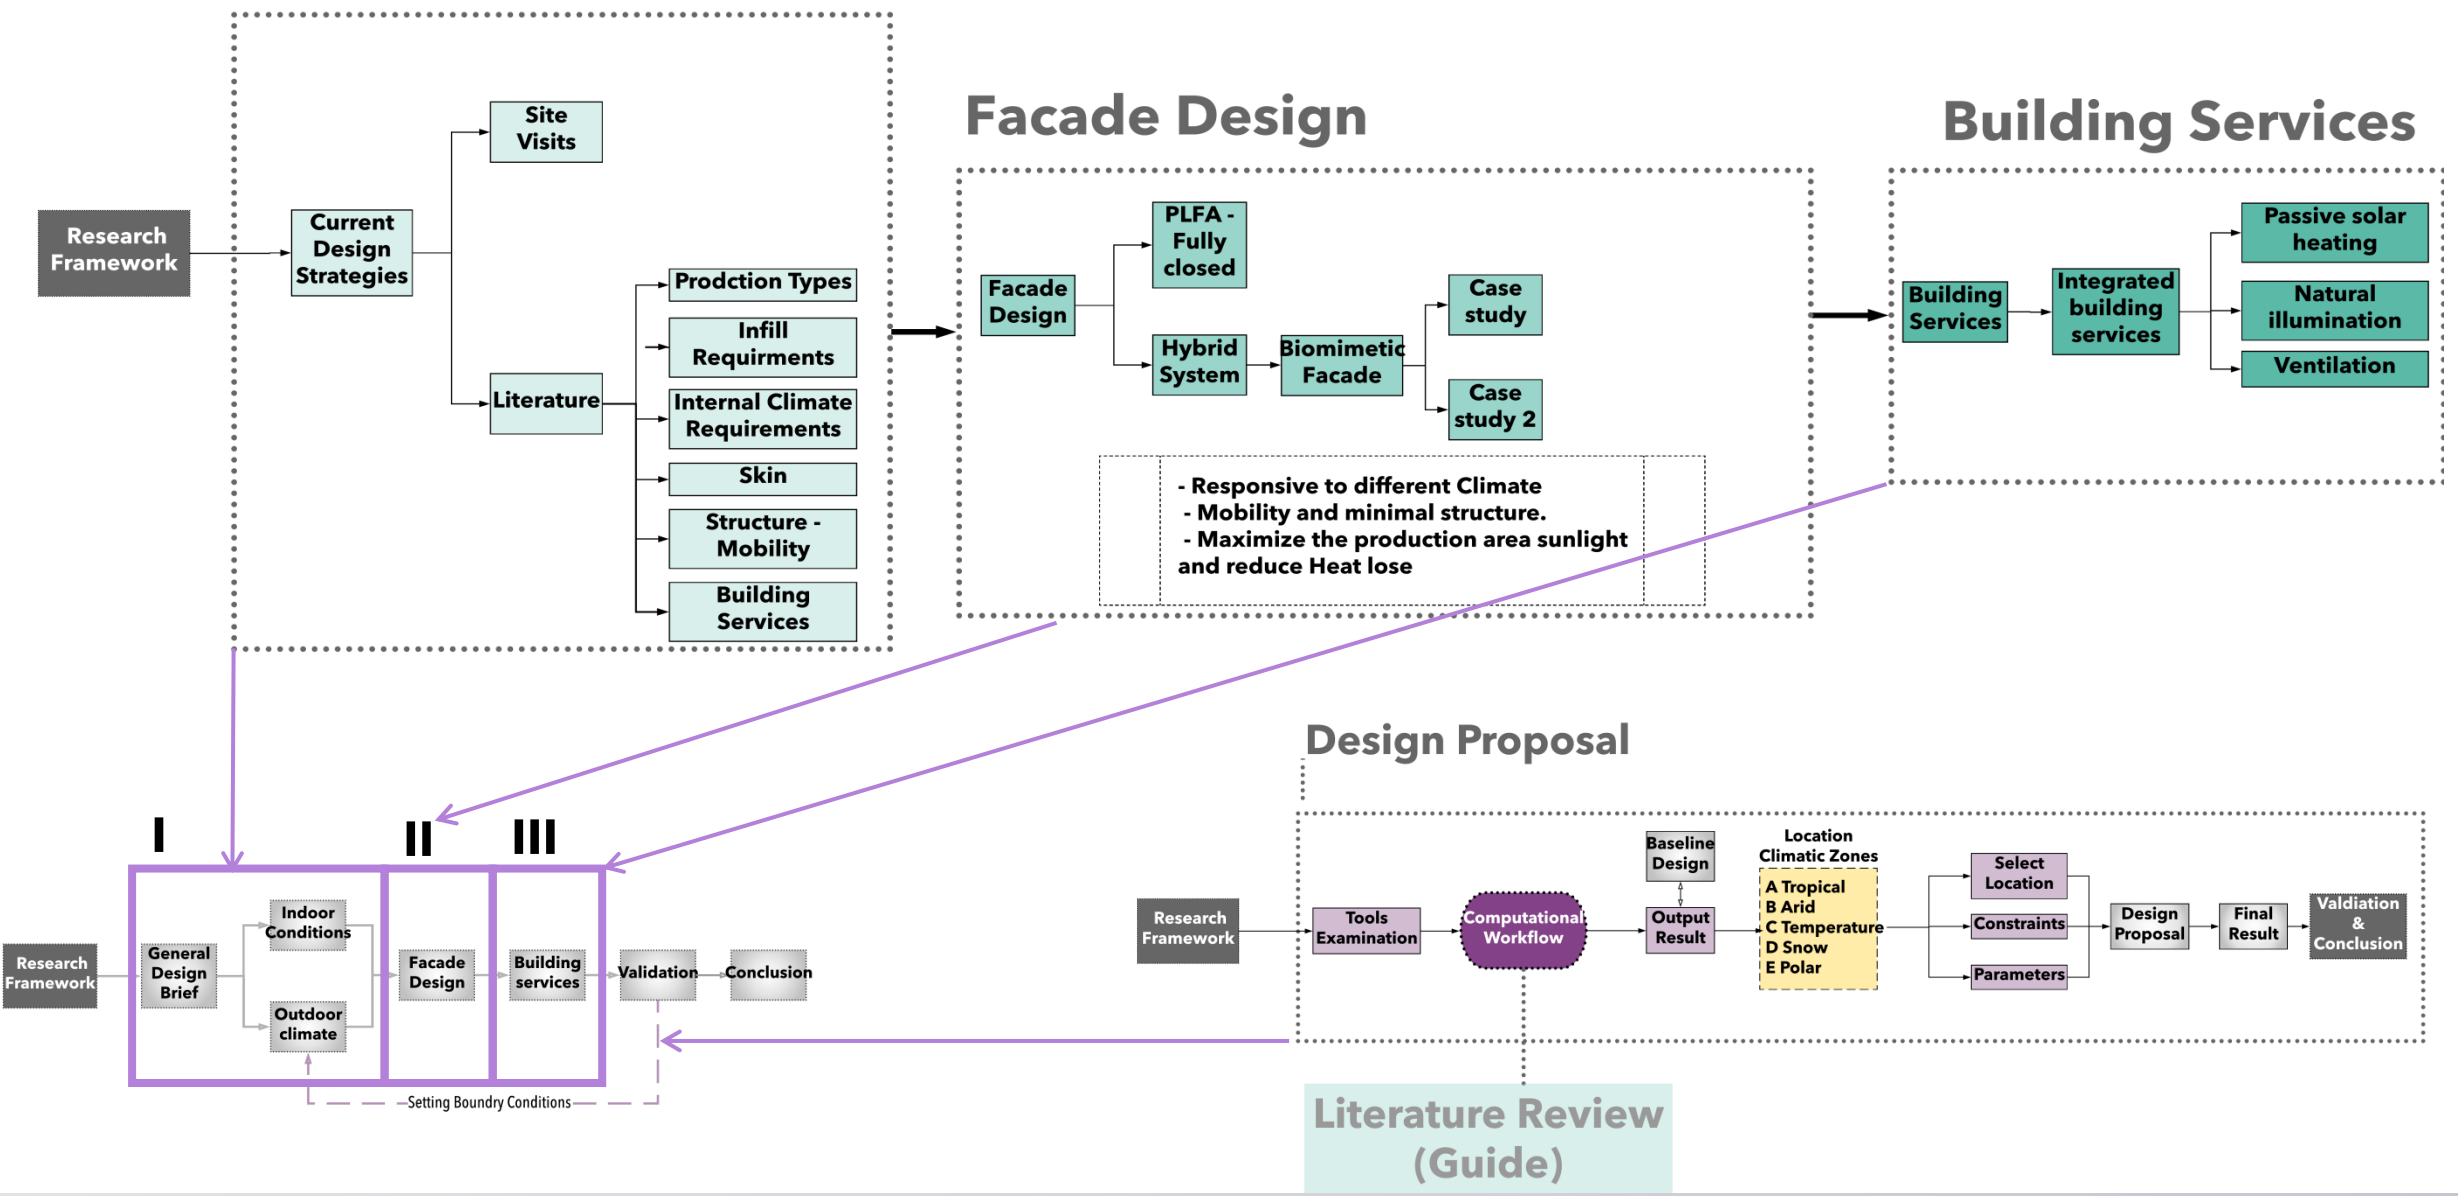 Research
Framework
Current
Design
Strategies
Site
Visits
Literature
Prodction Types
Infill
Requirments
Internal Climate
Requirements
Skin
Structure -
Mobility
Building
Services
Facade Design
Facade
Design
PLFA -
Fully
closed
Hybrid
System
Biomimetic
Facade
Case
study
Case
study 2
- Responsive to different Climate
- Mobility and minimal structure.
- Maximize the production area sunlight
and reduce Heat lose
Building Services
Building
Services
Integrated
building
services
Passive solar
heating
Natural
illumination
Ventilation
I
II
III
Research
Framework
General
Design
Brief
Indoor
Conditions
Outdoor
climate
Facade
Design
Building
services
Validation
Conclusion
Setting Boundry Conditions
Design Proposal
Research
Framework
Tools
Examination
Computational
Workflow
Baseline
Design
Output
Result
Location
Climatic Zones
A Tropical
B Arid
C Temperature
D Snow
E Polar
Select
Location
Constraints
Parameters
Design
Proposal
Final
Result
Valdiation
&
Conclusion
Literature Review
(Guide)